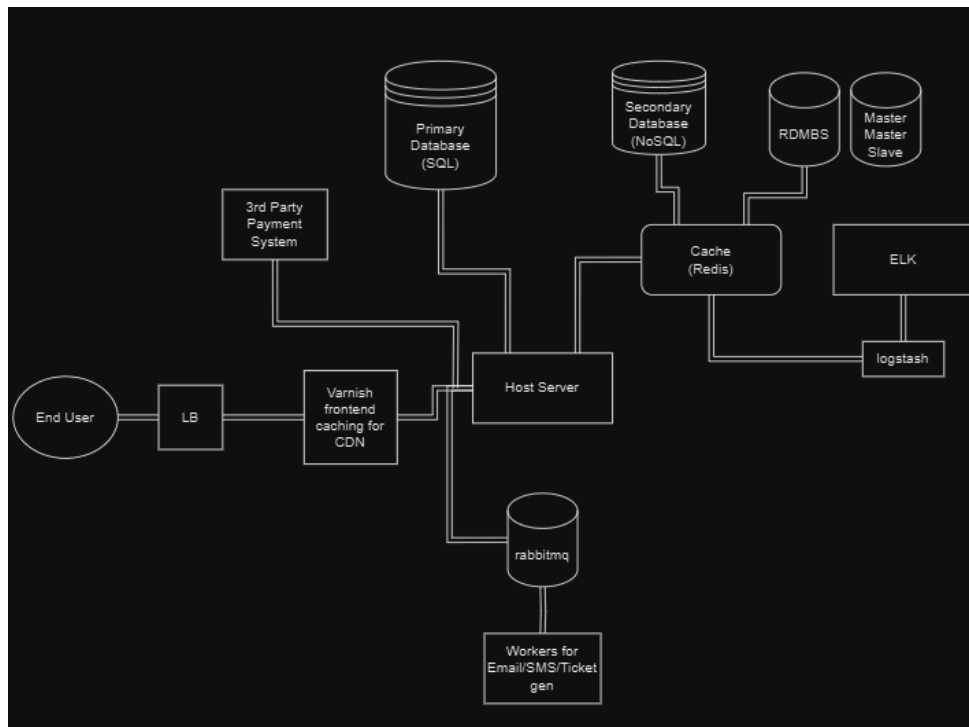 Primary
Database
(SQL)
Secondary
Database
(NoSQL)
RDMBS
Master
Master
Slave
3rd Party
Payment
System
Cache
(Redis)
ELK
logstash
End User
LB
Varnish
frontend
caching for
CDN
Host Server
rabbitmq
Workers for
Email/SMS/Ticket
gen